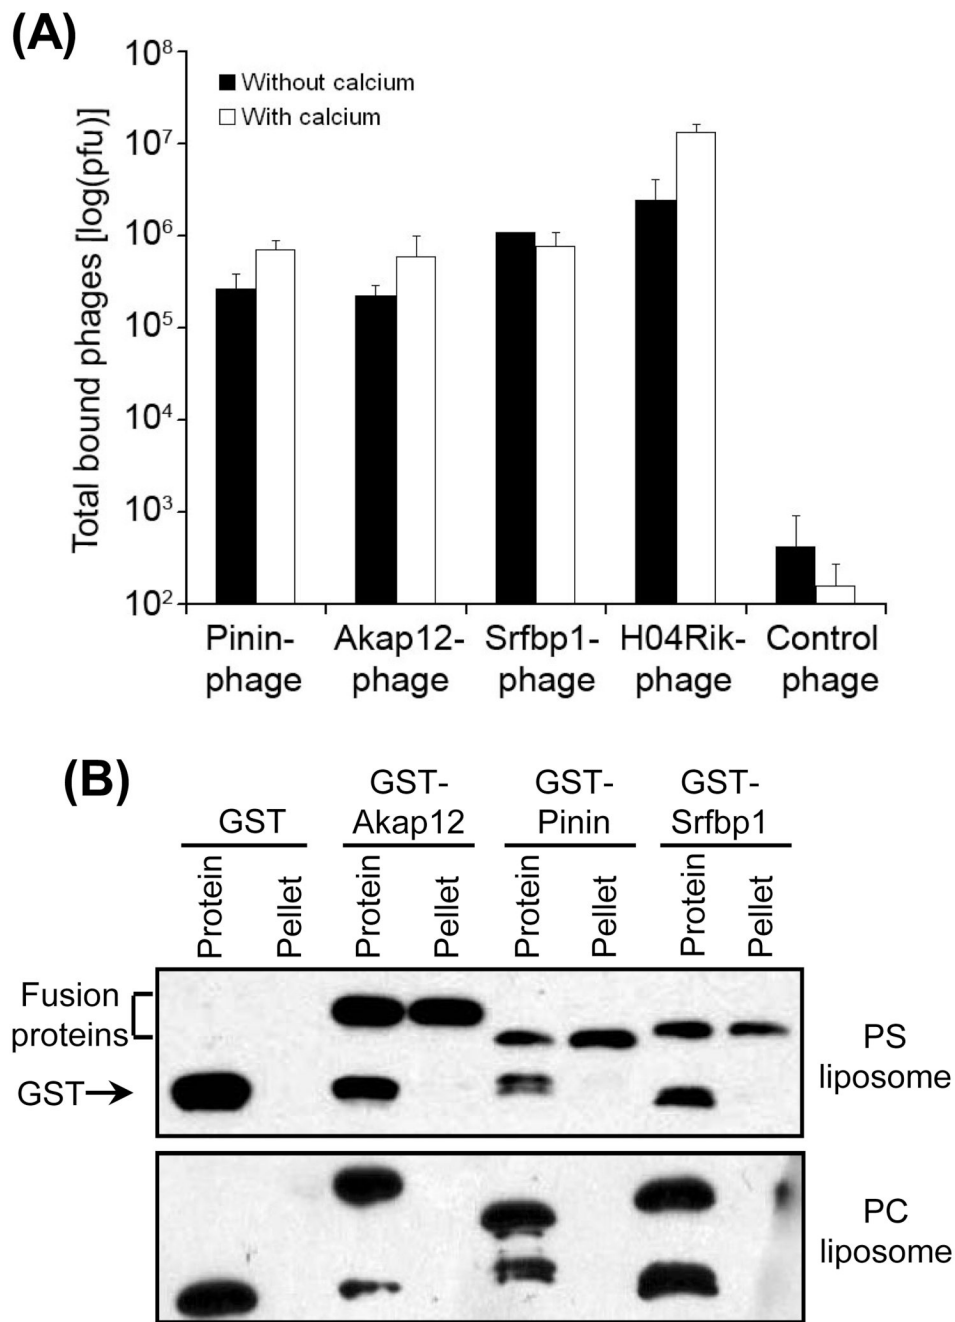 (A)
Total bound phages [log(pfu)]
10⁸
10⁷
10⁶
10⁵
10⁴
10³
10²
Without calcium
With calcium
Pinin-
phage
Akap12-
phage
Srfbp1-
phage
H04Rik-
phage
Control
phage
(B)
GST
GST-
Akap12
GST-
Pinin
GST-
Srfbp1
Protein
Pellet
Protein
Pellet
Protein
Pellet
Protein
Pellet
Fusion
proteins
GST→
PS
liposome
PC
liposome